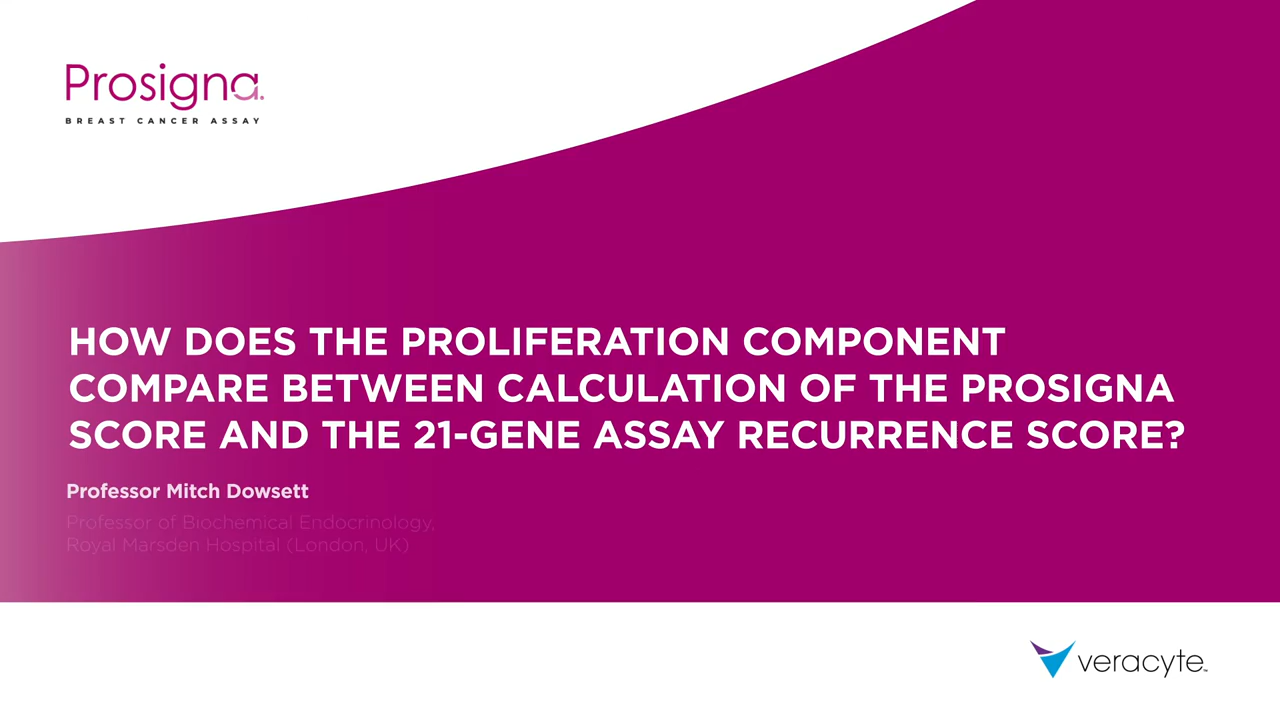 Prosigna.
BREAST CANCER ASSAY
HOW DOES THE PROLIFERATION COMPONENT
COMPARE BETWEEN CALCULATION OF THE PROSIGNA
SCORE AND THE 21-GENE ASSAY RECURRENCE SCORE?
Professor Mitch Dowsett
Professor of Biochemical Endocrinology,
Royal Marsden Hospital (London, UK)
veracyte™